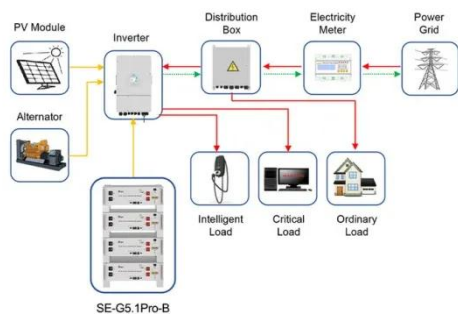 PV Module
Inverter
Distribution
Box
Electricity
Meter
Power
Grid
Alternator
Intelligent
Load
Critical
Load
Ordinary
Load
SE-G5.1Pro-B